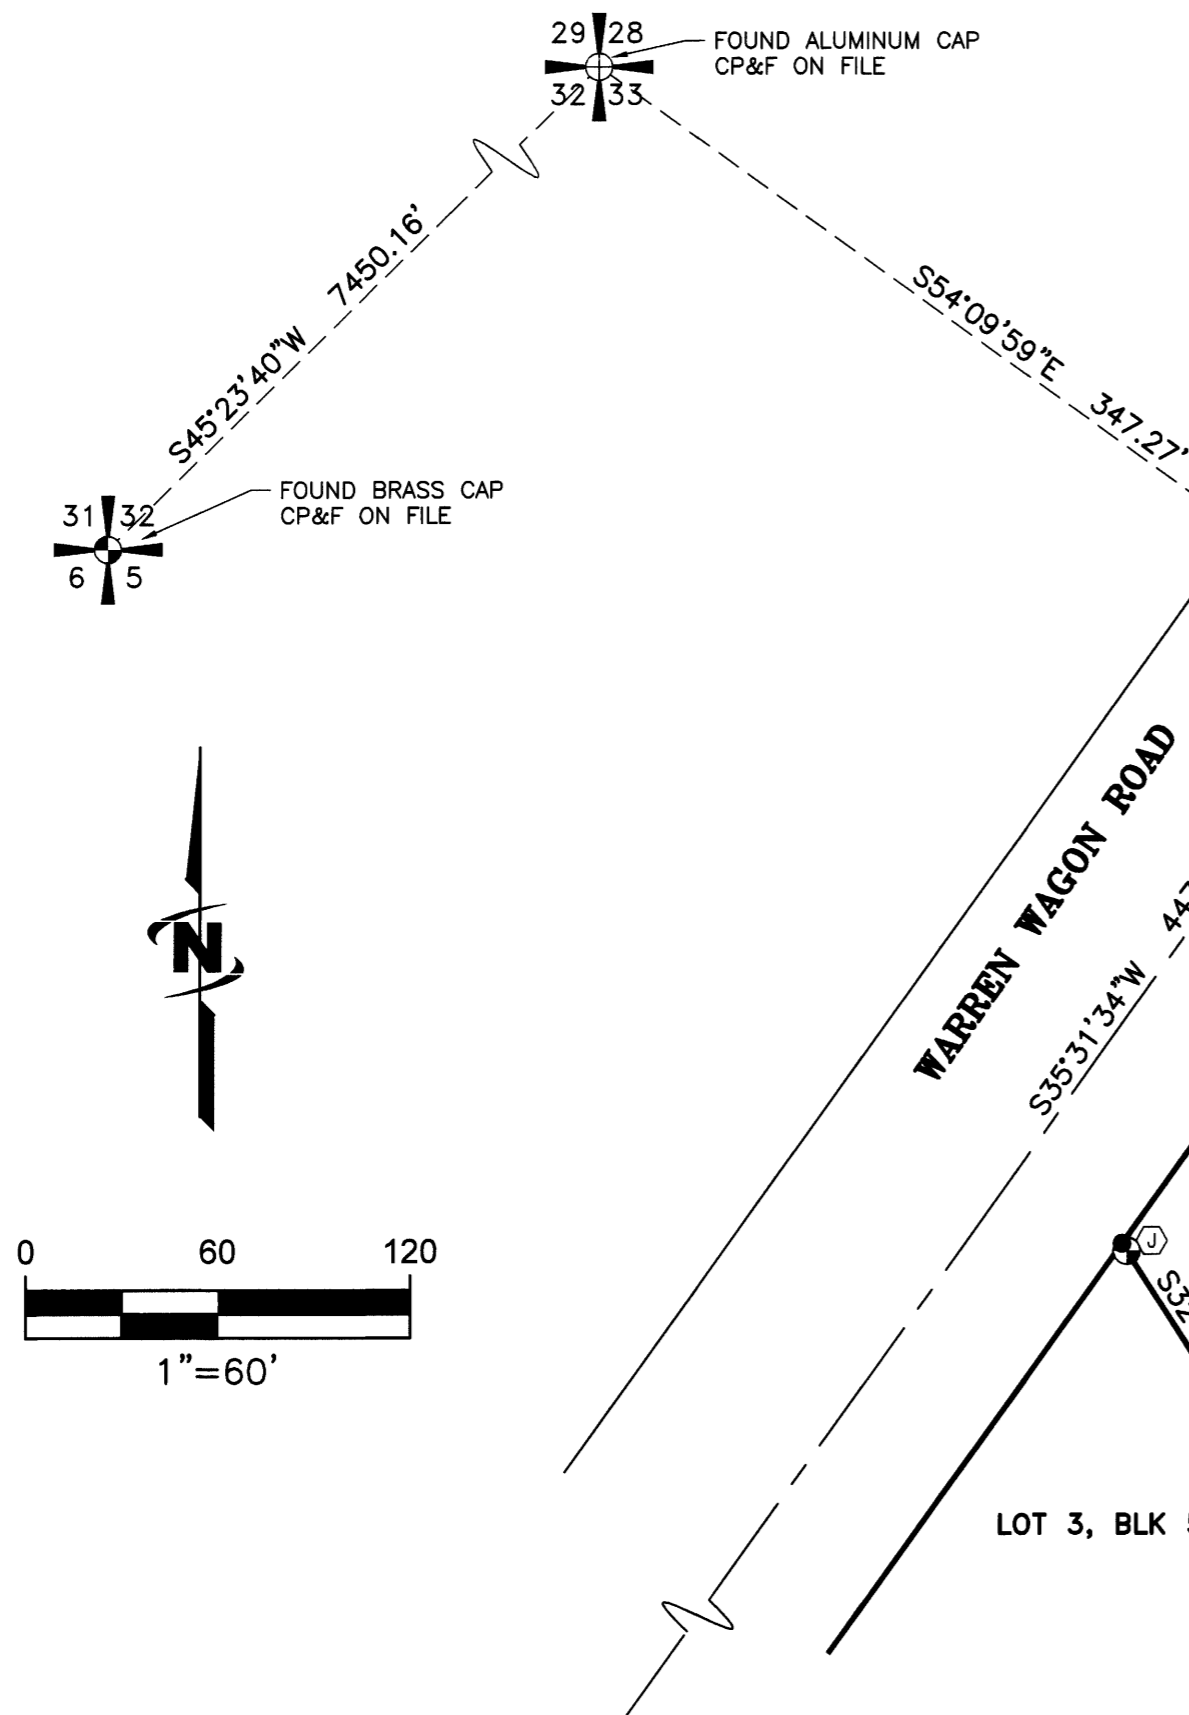 29 28
FOUND ALUMINUM CAP
CP&F ON FILE
32 33
S45°23'40"W 7450.16'
S54°09'59"E 347.27'
FOUND BRASS CAP
CP&F ON FILE
31 32
6 5
WARREN WAGON ROAD
S35°31'34"W
N
0 60 120
1"=60'
J
LOT 3, BLK